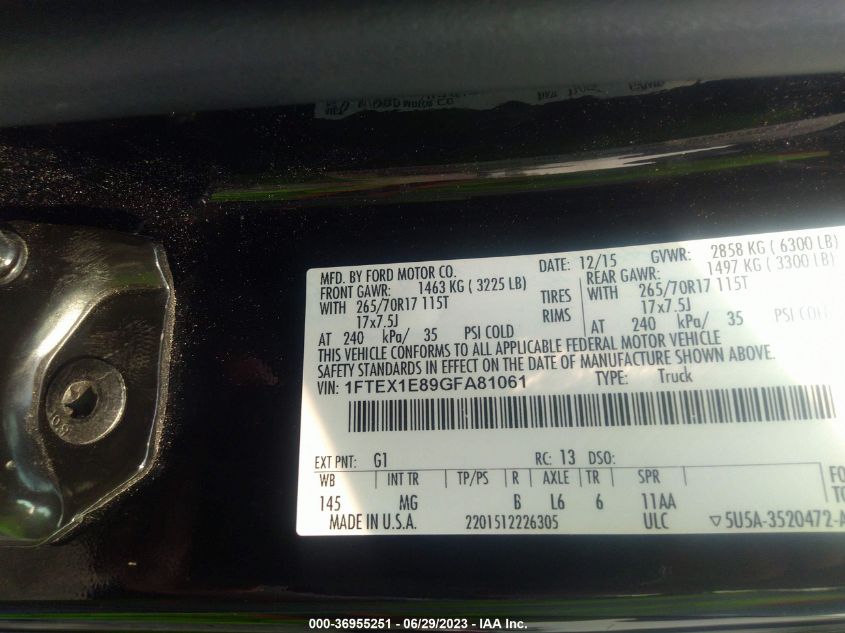 MFD. BY FORD MOTOR CO.
DATE: 12/15 GVWR: 2858 KG ( 6300 LB)
FRONT GAWR: 1463 KG ( 3225 LB)
REAR GAWR: 1497 KG ( 3300 LB)
WITH 265/70R17 115T TIRES WITH 265/70R17 115T
17x7.5J RIMS 17x7.5J
AT 240 kPa/ 35 PSI COLD AT 240 kPa/ 35 PSI COLD
THIS VEHICLE CONFORMS TO ALL APPLICABLE FEDERAL MOTOR VEHICLE
SAFETY STANDARDS IN EFFECT ON THE DATE OF MANUFACTURE SHOWN ABOVE.
VIN: 1FTEX1E89GFA81061 TYPE: Truck
EXT PNT: G1 RC: 13 DSO:
WB INT TR TP/PS R AXLE TR SPR
145 MG B L6 6 11AA
MADE IN U.S.A. 2201512226305 ULC ▽5U5A-3520472-A
000-36955251 - 06/29/2023 - IAA Inc.